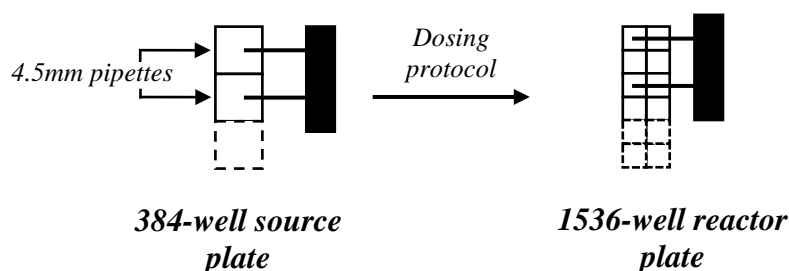 4.5mm pipettes
Dosing
protocol
384-well source
plate
1536-well reactor
plate